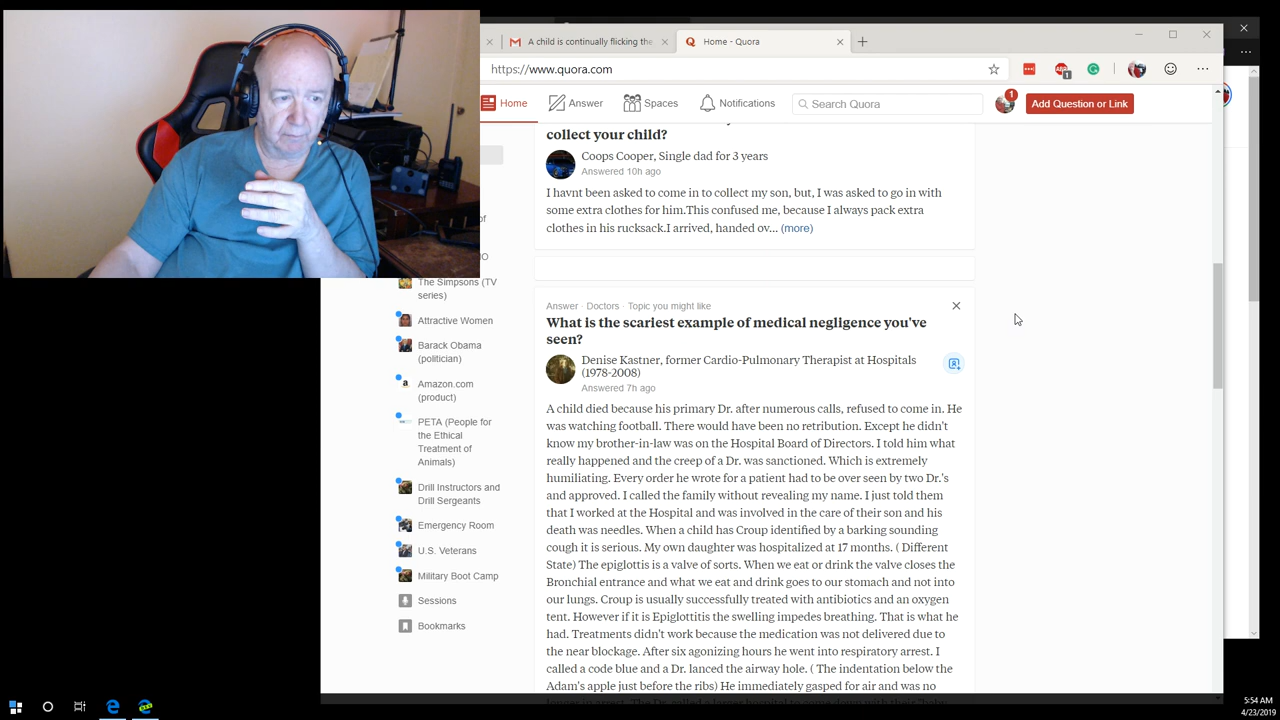 A child is continually flicking the
Home - Quora
https://www.quora.com
1
Home
Answer
Spaces
Notifications
Search Quora
1
Add Question or Link
collect your child?
Coops Cooper, Single dad for 3 years
Answered 10h ago
I havnt been asked to come in to collect my son, but, I was asked to go in with
some extra clothes for him.This confused me, because I always pack extra
clothes in his rucksack.I arrived, handed ov... (more)
of
The Simpsons (TV
series)
Attractive Women
Barack Obama
(politician)
Amazon.com
(product)
PETA (People for
the Ethical
Treatment of
Animals)
Drill Instructors and
Drill Sergeants
Emergency Room
U.S. Veterans
Military Boot Camp
Sessions
Bookmarks
Answer · Doctors · Topic you might like
What is the scariest example of medical negligence you've
seen?
Denise Kastner, former Cardio-Pulmonary Therapist at Hospitals
(1978-2008)
Answered 7h ago
A child died because his primary Dr. after numerous calls, refused to come in. He
was watching football. There would have been no retribution. Except he didn't
know my brother-in-law was on the Hospital Board of Directors. I told him what
really happened and the creep of a Dr. was sanctioned. Which is extremely
humiliating. Every order he wrote for a patient had to be over seen by two Dr.'s
and approved. I called the family without revealing my name. I just told them
that I worked at the Hospital and was involved in the care of their son and his
death was needles. When a child has Croup identified by a barking sounding
cough it is serious. My own daughter was hospitalized at 17 months. ( Different
State) The epiglottis is a valve of sorts. When we eat or drink the valve closes the
Bronchial entrance and what we eat and drink goes to our stomach and not into
our lungs. Croup is usually successfully treated with antibiotics and an oxygen
tent. However if it is Epiglottitis the swelling impedes breathing. That is what he
had. Treatments didn't work because the medication was not delivered due to
the near blockage. After six agonizing hours he went into respiratory arrest. I
called a code blue and a Dr. lanced the airway hole. ( The indentation below the
Adam's apple just before the ribs) He immediately gasped for air and was no
5:54 AM
4/23/2019